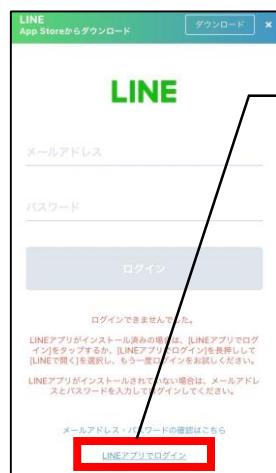 LINE
App Storeからダウンロード
ダウンロード
×
LINE
メールアドレス
パスワード
ログイン
ログインできませんでした。
LINEアプリがインストール済みの場合は、[LINEアプリでログ
イン]をタップするか、[LINEアプリでログイン]を長押しして
[LINEで開く]を選択し、もう一度ログインをお試しください。
LINEアプリがインストールされていない場合は、メールアドレ
スとパスワードを入力してログインしてください。
メールアドレス・パスワードの確認はこちら
LINEアプリでログイン